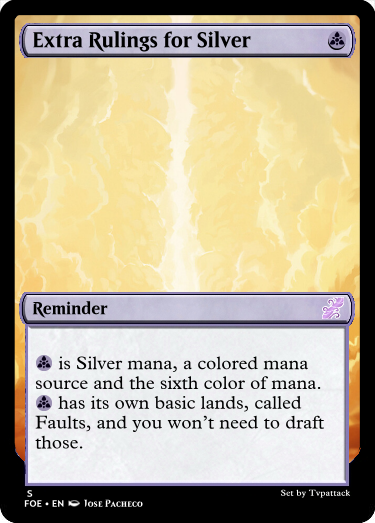 Extra Rulings for Silver
Reminder
is Silver mana, a colored mana
source and the sixth color of mana.
has its own basic lands, called
Faults, and you won't need to draft
those.
S
FOE • EN Jose Pacheco
Set by Tvpattack